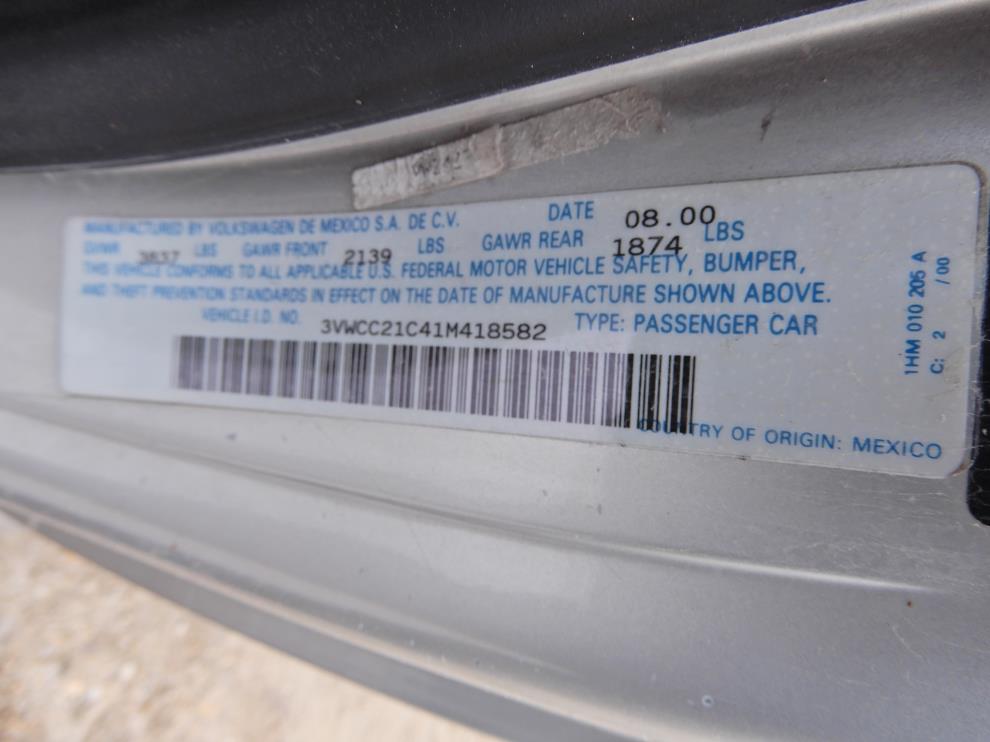 MANUFACTURED BY VOLKSWAGEN DE MEXICO S.A. DE C.V. DATE 08.00
GVWR 3837 LBS GAWR FRONT 2139 LBS GAWR REAR 1874 LBS
THIS VEHICLE CONFORMS TO ALL APPLICABLE U.S. FEDERAL MOTOR VEHICLE SAFETY, BUMPER,
AND THEFT PREVENTION STANDARDS IN EFFECT ON THE DATE OF MANUFACTURE SHOWN ABOVE.
VEHICLE I.D. NO. 3VWCC21C41M418582 TYPE: PASSENGER CAR
COUNTRY OF ORIGIN: MEXICO
1HM 010 205 A
C: 2 / 00